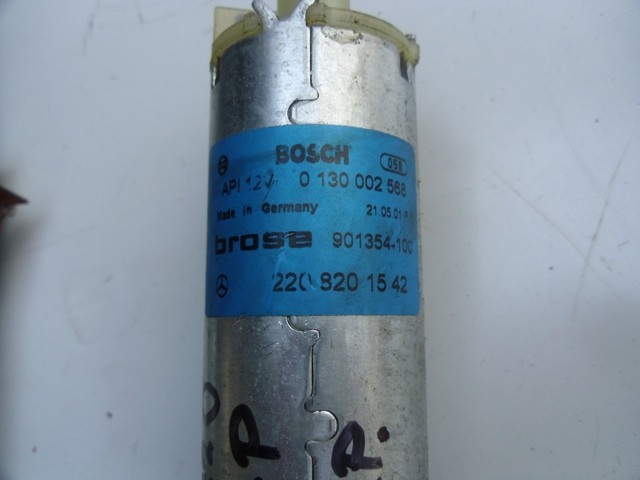 BOSCH 058
API 12V 0 130 002 568
Made in Germany 21.05.01
brose 901354-100
220 820 15 42
R R.